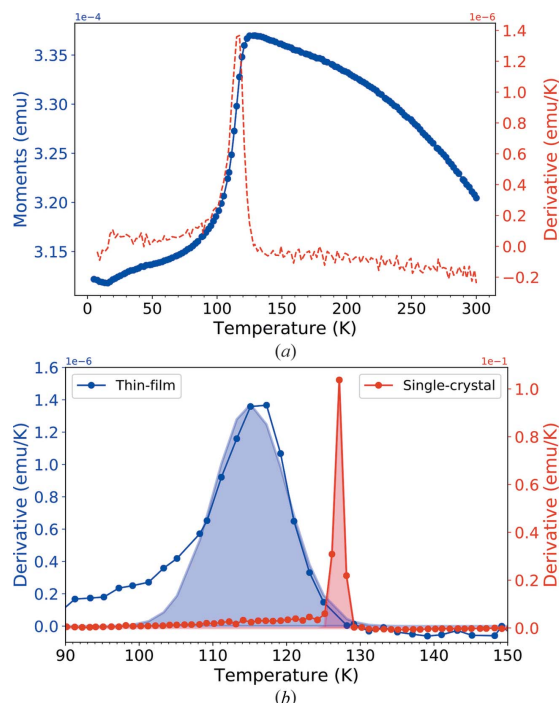 1e−4
1e−6
3.35
3.30
3.25
3.20
3.15
Moments (emu)
1.4
1.2
1.0
0.8
0.6
0.4
0.2
0.0
−0.2
Derivative (emu/K)
0 50 100 150 200 250 300
Temperature (K)
(a)
1e−6
1e−1
Thin-film
Single-crystal
1.6
1.4
1.2
1.0
0.8
0.6
0.4
0.2
0.0
Derivative (emu/K)
1.0
0.8
0.6
0.4
0.2
0.0
Derivative (emu/K)
90 100 110 120 130 140 150
Temperature (K)
(b)